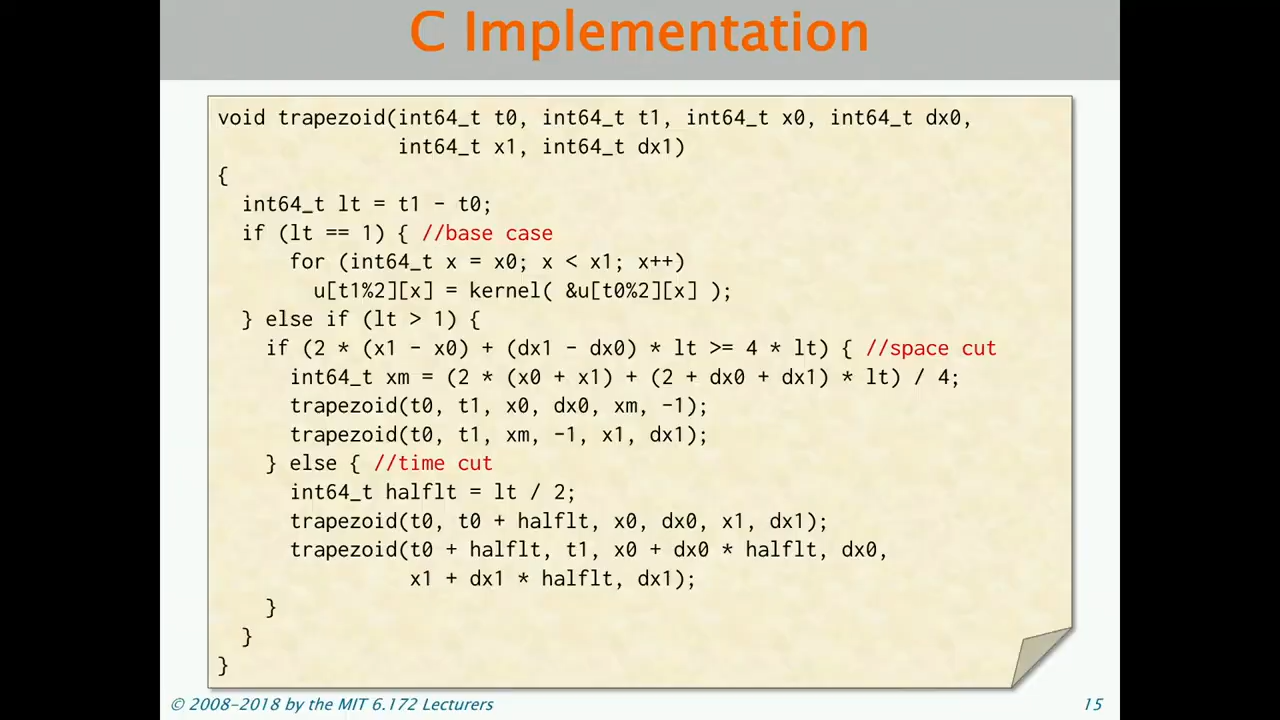 C Implementation
void trapezoid(int64_t t0, int64_t t1, int64_t x0, int64_t dx0,
               int64_t x1, int64_t dx1)
{
  int64_t lt = t1 - t0;
  if (lt == 1) { //base case
      for (int64_t x = x0; x < x1; x++)
        u[t1%2][x] = kernel( &u[t0%2][x] );
  } else if (lt > 1) {
    if (2 * (x1 - x0) + (dx1 - dx0) * lt >= 4 * lt) { //space cut
      int64_t xm = (2 * (x0 + x1) + (2 + dx0 + dx1) * lt) / 4;
      trapezoid(t0, t1, x0, dx0, xm, -1);
      trapezoid(t0, t1, xm, -1, x1, dx1);
    } else { //time cut
      int64_t halflt = lt / 2;
      trapezoid(t0, t0 + halflt, x0, dx0, x1, dx1);
      trapezoid(t0 + halflt, t1, x0 + dx0 * halflt, dx0,
                x1 + dx1 * halflt, dx1);
    }
  }
}
© 2008-2018 by the MIT 6.172 Lecturers
15